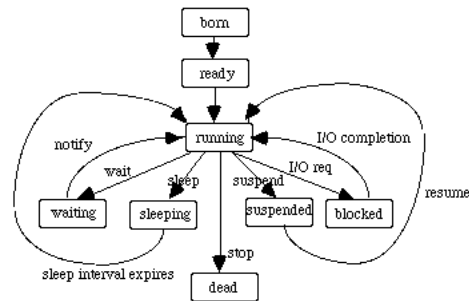 born
ready
running
notify
I/O completion
wait
sleep
suspend
I/O req
resume
waiting
sleeping
suspended
blocked
sleep interval expires
stop
dead